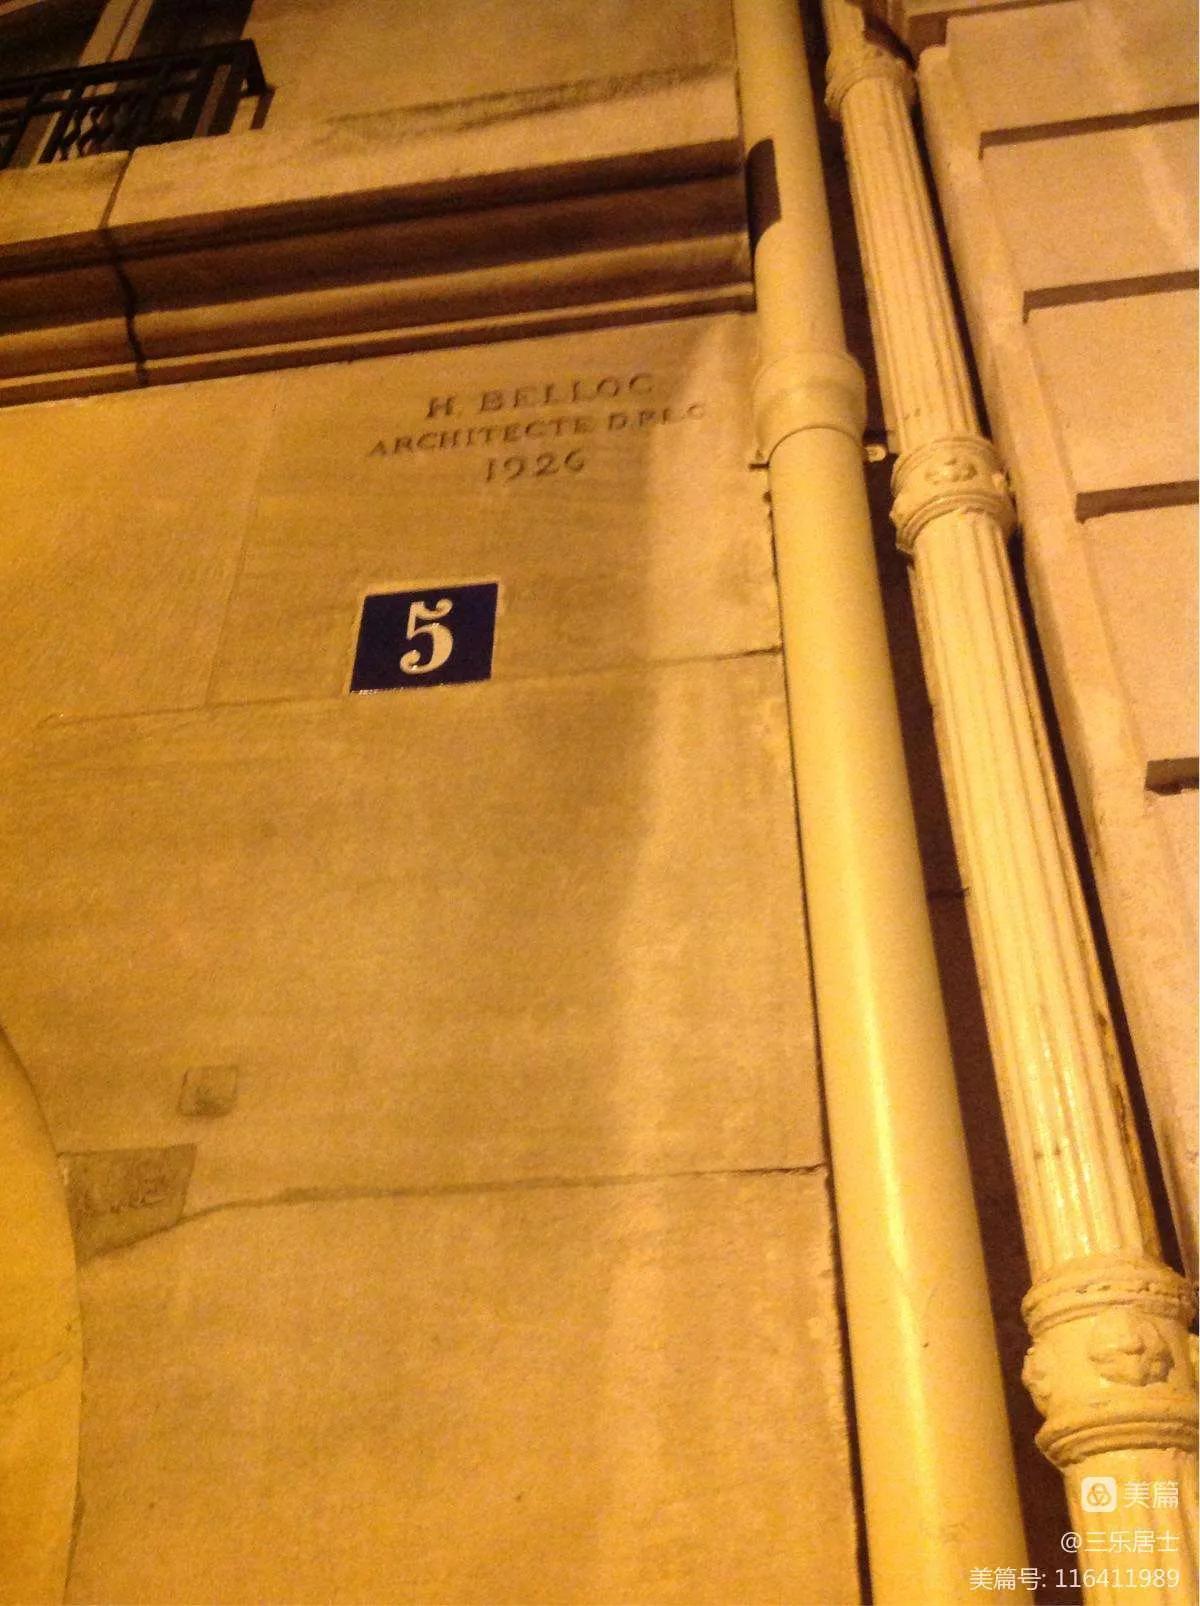 H. BELLOC
ARCHITECTE D.P.L.G
1926
5
美篇
@三乐居士
美篇号: 116411989